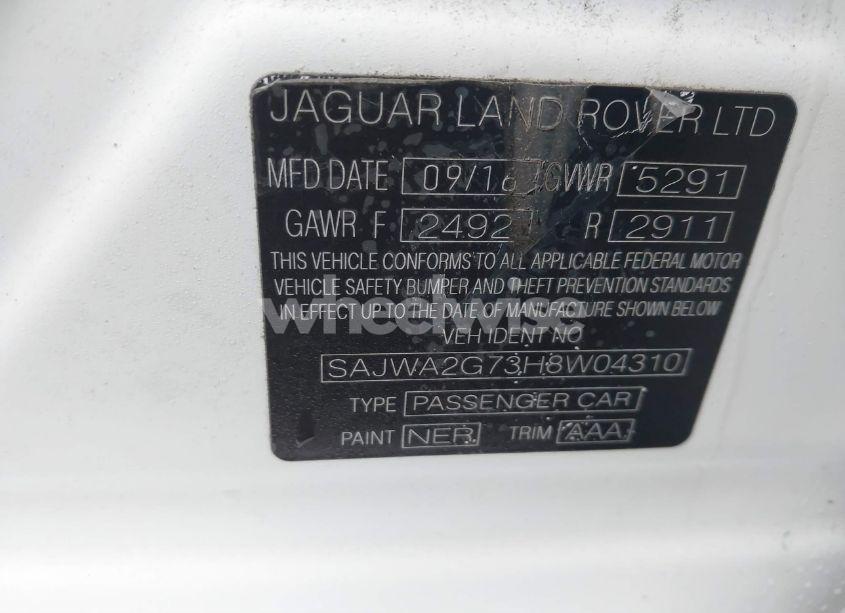 JAGUAR LAND ROVER LTD
MFD DATE 09/16 GVWR 5291
GAWR F 2492 R 2911
THIS VEHICLE CONFORMS TO ALL APPLICABLE FEDERAL MOTOR
VEHICLE SAFETY BUMPER AND THEFT PREVENTION STANDARDS
IN EFFECT UP TO THE DATE OF MANUFACTURE SHOWN BELOW
wheelwise
VEH IDENT NO
SAJWA2G73H8W04310
TYPE PASSENGER CAR
PAINT NER TRIM AAA